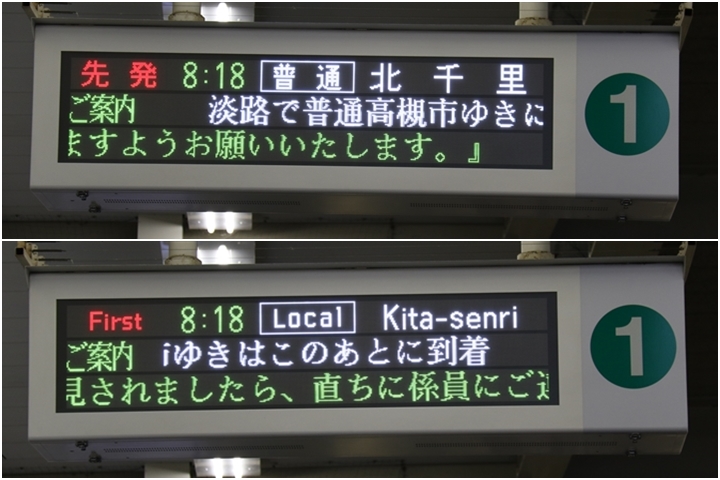 先発 8:18 普通 北千里
ご案内 淡路で普通高槻市ゆきに
ますようお願いいたします。』
1
First 8:18 Local Kita-senri
ご案内 iゆきはこのあとに到着
見されましたら、直ちに係員にご
1